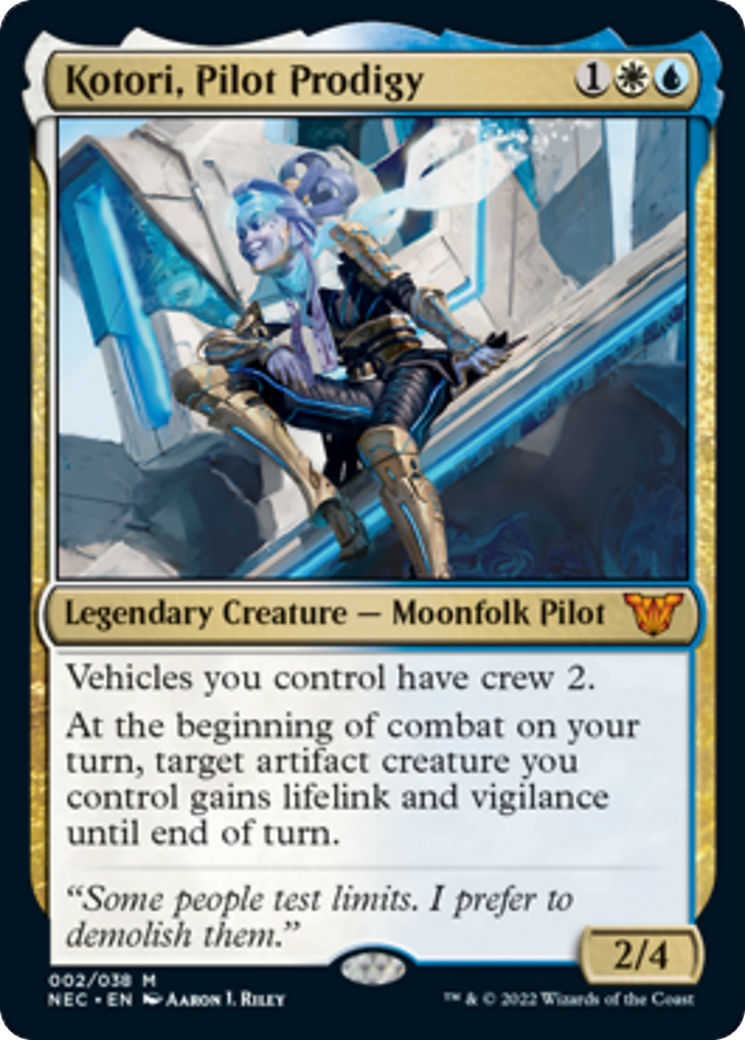 Kotori, Pilot Prodigy 1
Legendary Creature — Moonfolk Pilot
Vehicles you control have crew 2.
At the beginning of combat on your
turn, target artifact creature you
control gains lifelink and vigilance
until end of turn.
“Some people test limits. I prefer to
demolish them.”
2/4
002/038 M
NEC • EN Aaron J. Riley
™ & © 2022 Wizards of the Coast